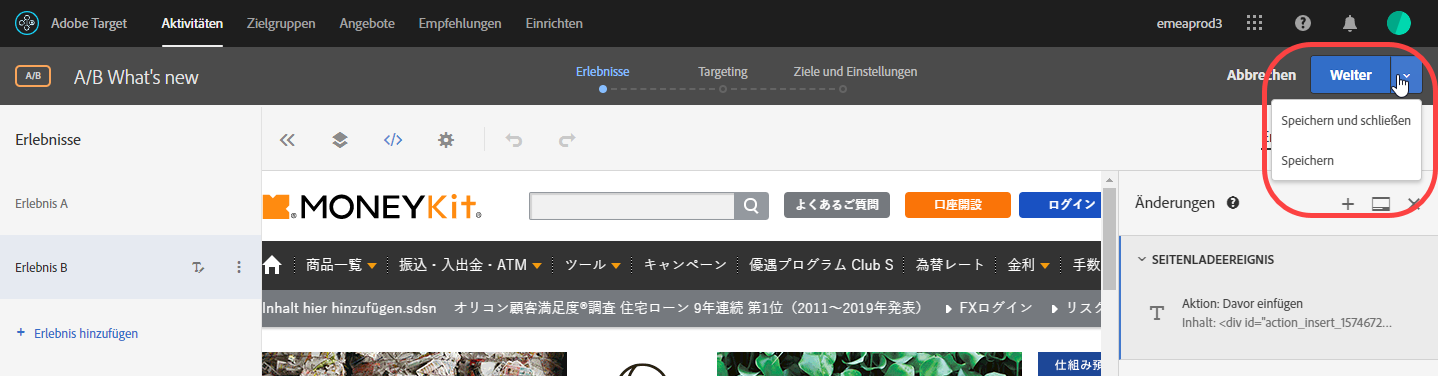 Adobe Target Aktivitäten Zielgruppen Angebote Empfehlungen Einrichten emeaprod3
A/B A/B What's new Erlebnisse Targeting Ziele und Einstellungen Abbrechen Weiter
Speichern und schließen
Speichern
Erlebnisse
Erlebnis A
Erlebnis B
+ Erlebnis hinzufügen
MONEYKit. よくあるご質問 口座開設 ログイン
商品一覧 振込・入出金・ATM ツール キャンペーン 優遇プログラム Club S 為替レート 金利 手数
Inhalt hier hinzufügen.sdsn オリコン顧客満足度®調査 住宅ローン 9年連続 第1位（2011～2019年発表） FXログイン リスク
仕組み預
Änderungen
SEITENLADEEREIGNIS
Aktion: Davor einfügen
Inhalt: <div id="action_insert_1574672...